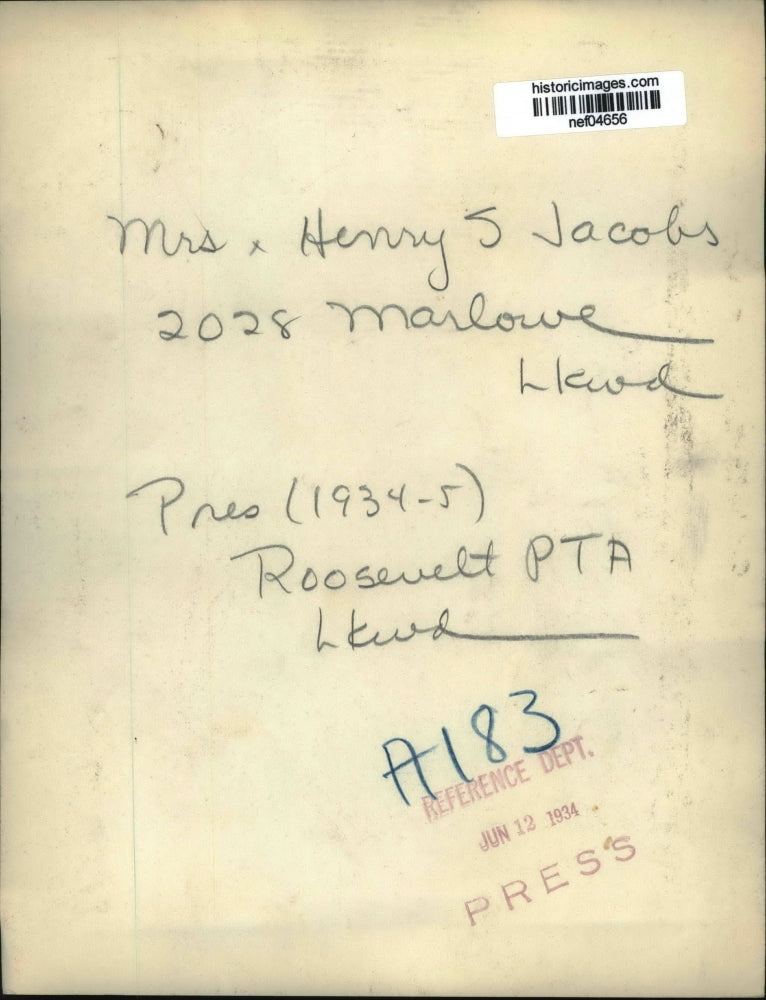 historicimages.com
nef04656
Mrs. Henry S Jacobs
2028 Marlowe
Lkwd
Pres (1934-5)
Roosevelt PTA
Lkwd
A183
REFERENCE DEPT.
JUN 12 1934
PRESS